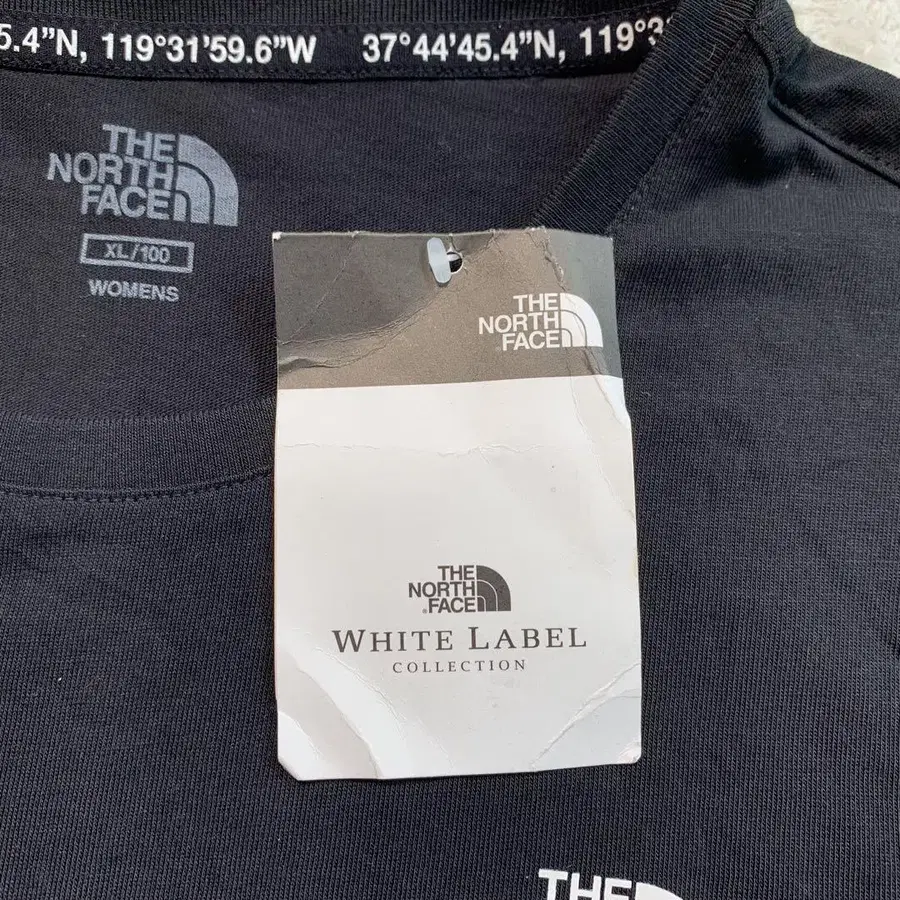 5.4”N, 119°31’59.6”W 37°44’45.4”N, 119°3
THE
NORTH
FACE
XL/100
WOMENS
THE
NORTH
FACE
THE
NORTH
®FACE
WHITE LABEL
COLLECTION
THE